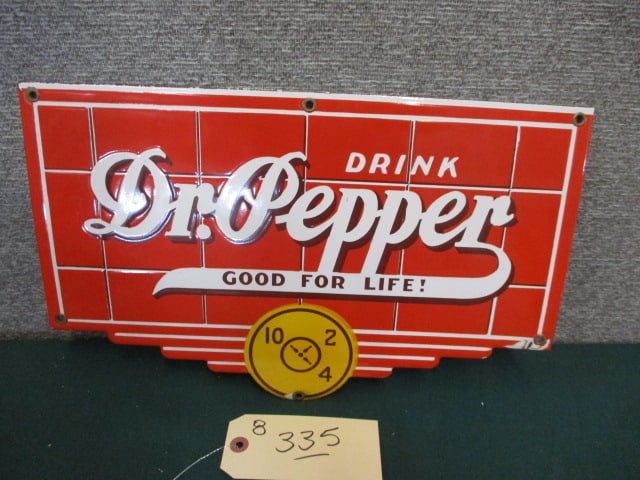 DRINK
Dr. Pepper
GOOD FOR LIFE!
10 2
4
8
335